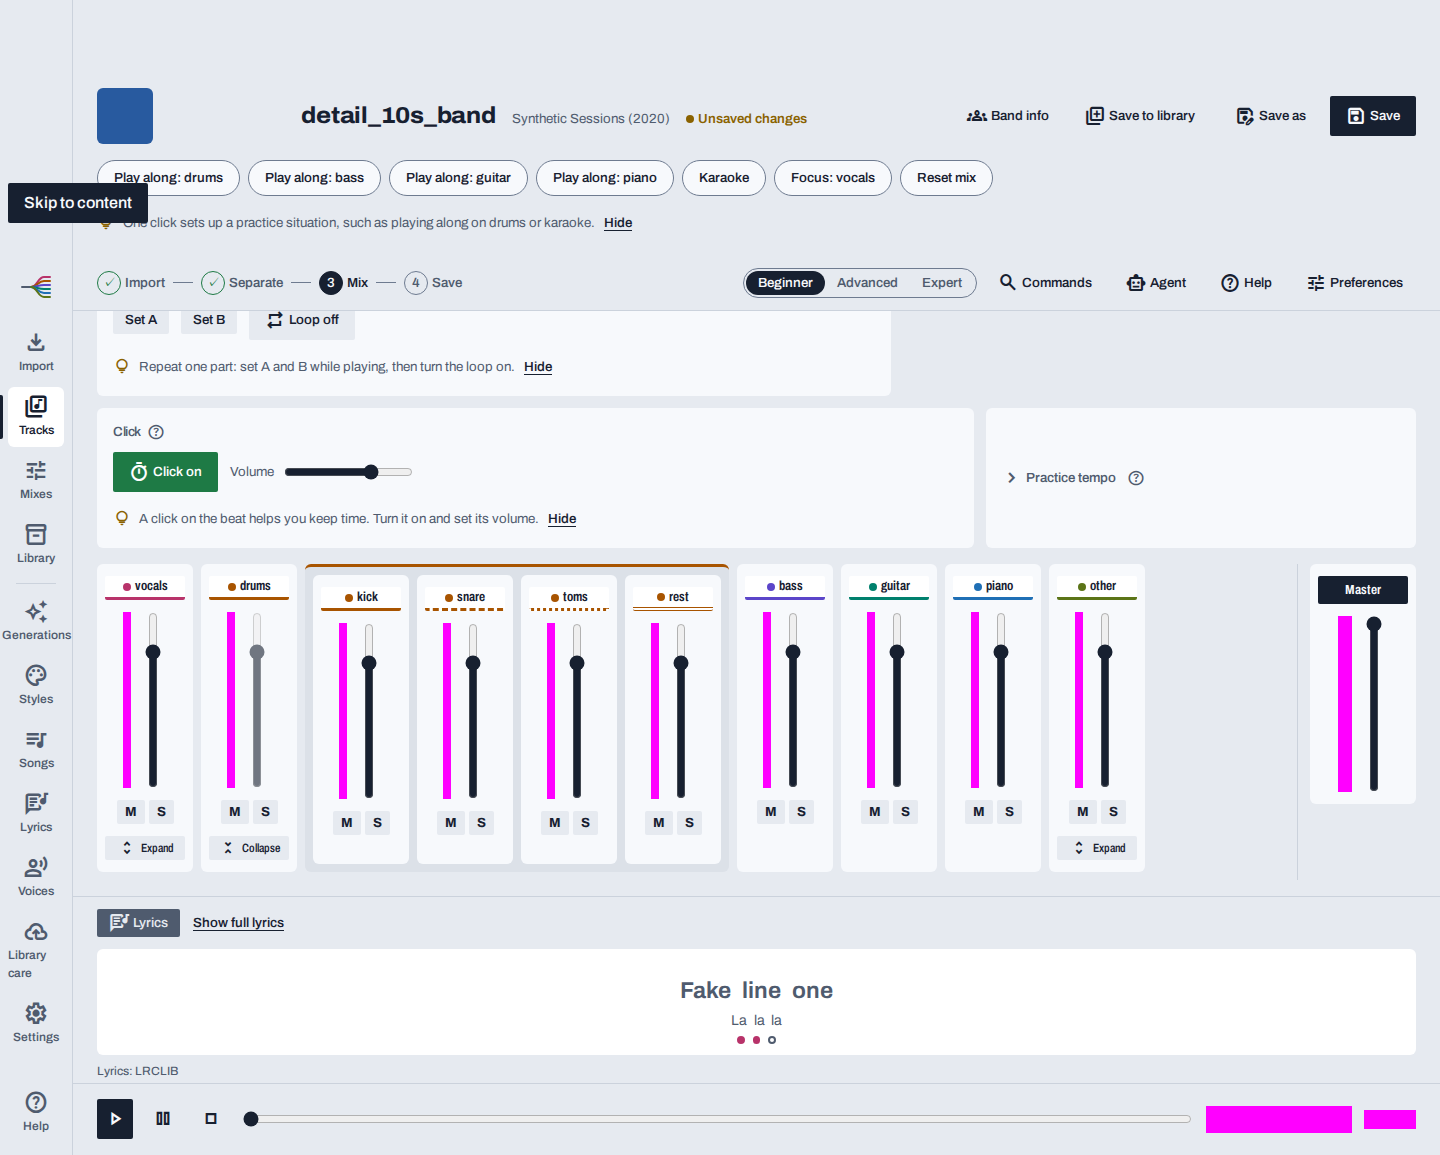 detail_10s_band
Synthetic Sessions (2020)
Unsaved changes
Band info
Save to library
Save as
Save
Play along: drums
Play along: bass
Play along: guitar
Play along: piano
Karaoke
Focus: vocals
Reset mix
Skip to content
One click sets up a practice situation, such as playing along on drums or karaoke. Hide
Import
Separate
3 Mix
4 Save
Beginner
Advanced
Expert
Commands
Agent
Help
Preferences
Import
Tracks
Mixes
Library
Generations
Styles
Songs
Lyrics
Voices
Library
care
Settings
Help
Set A
Set B
Loop off
Repeat one part: set A and B while playing, then turn the loop on. Hide
Click
Click on
Volume
A click on the beat helps you keep time. Turn it on and set its volume. Hide
Practice tempo
vocals
drums
kick
snare
toms
rest
bass
guitar
piano
other
Master
M S
M S
M S
M S
M S
M S
M S
M S
M S
M S
Expand
Collapse
Expand
Lyrics
Show full lyrics
Fake line one
La la la
Lyrics: LRCLIB